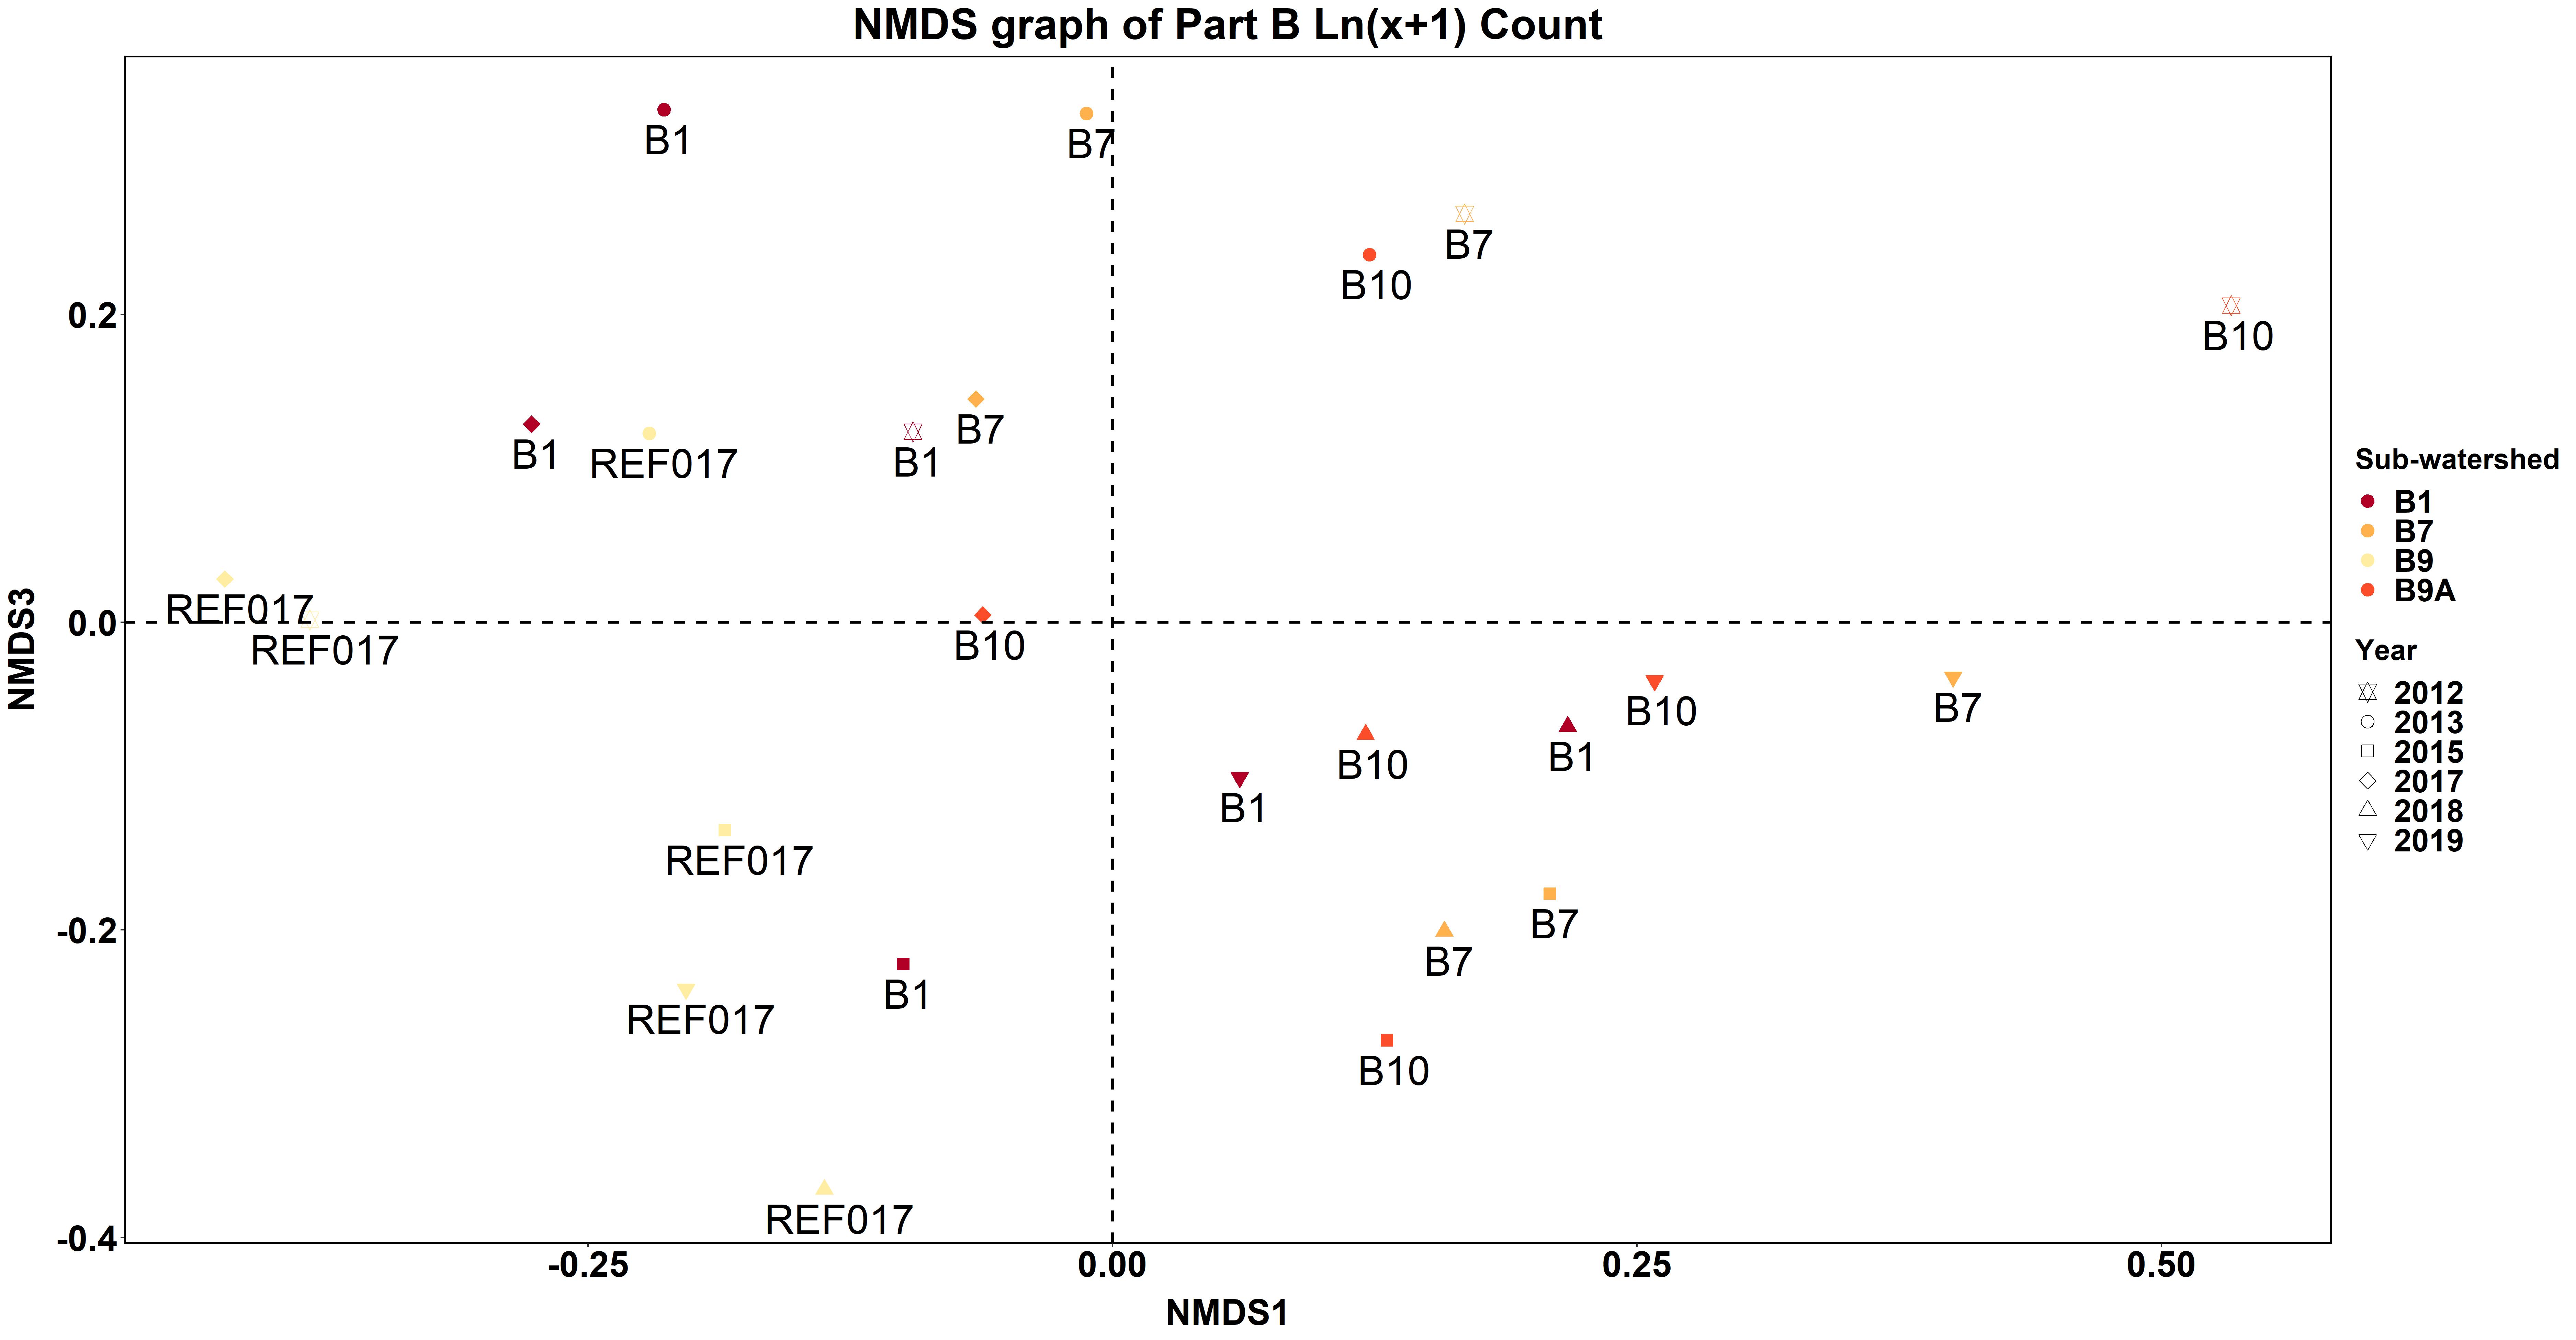 NMDS graph of Part B Ln(x+1) Count
B1
B7
B7
B10
B10
B7
B1
REF017
B1
REF017
REF017
B10
B10
B7
B10
B1
B1
REF017
B7
B7
B1
REF017
B10
REF017
0.2
0.0
-0.2
-0.4
NMDS3
-0.25
0.00
0.25
0.50
NMDS1
Sub-watershed
B1
B7
B9
B9A
Year
2012
2013
2015
2017
2018
2019